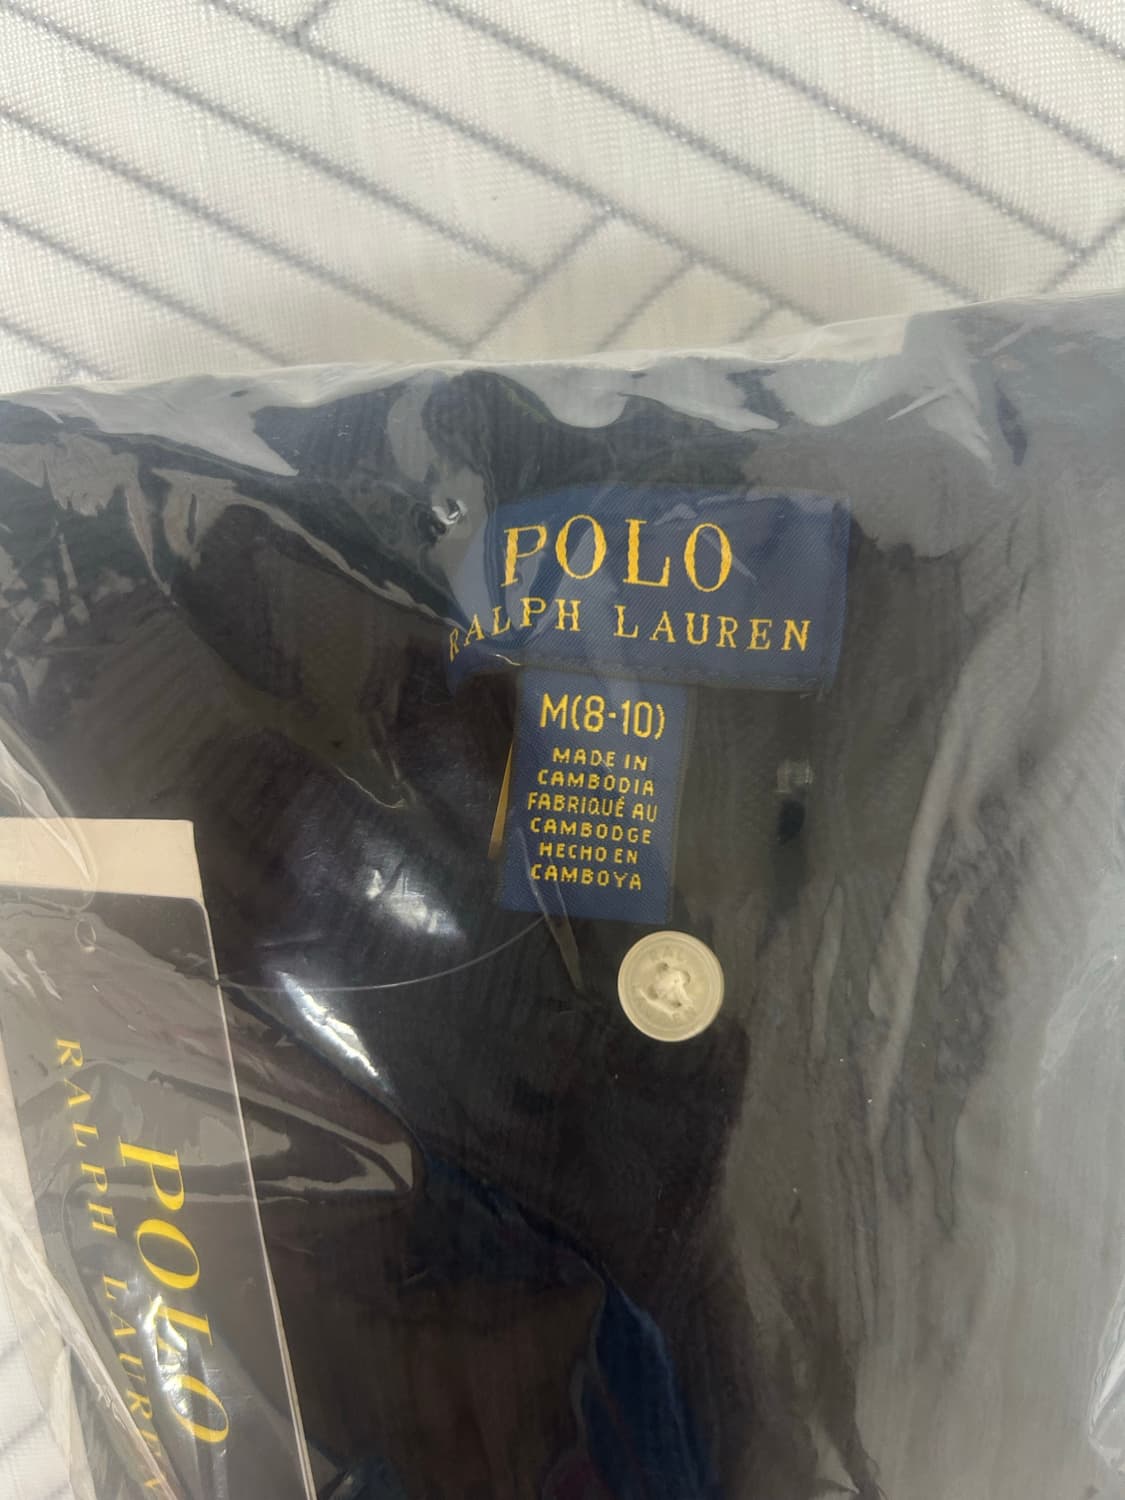 POLO
RALPH LAUREN
M(8-10)
MADE IN
CAMBODIA
FABRIQUÉ AU
CAMBODGE
HECHO EN
CAMBOYA
POLO
RALPH LAUREN